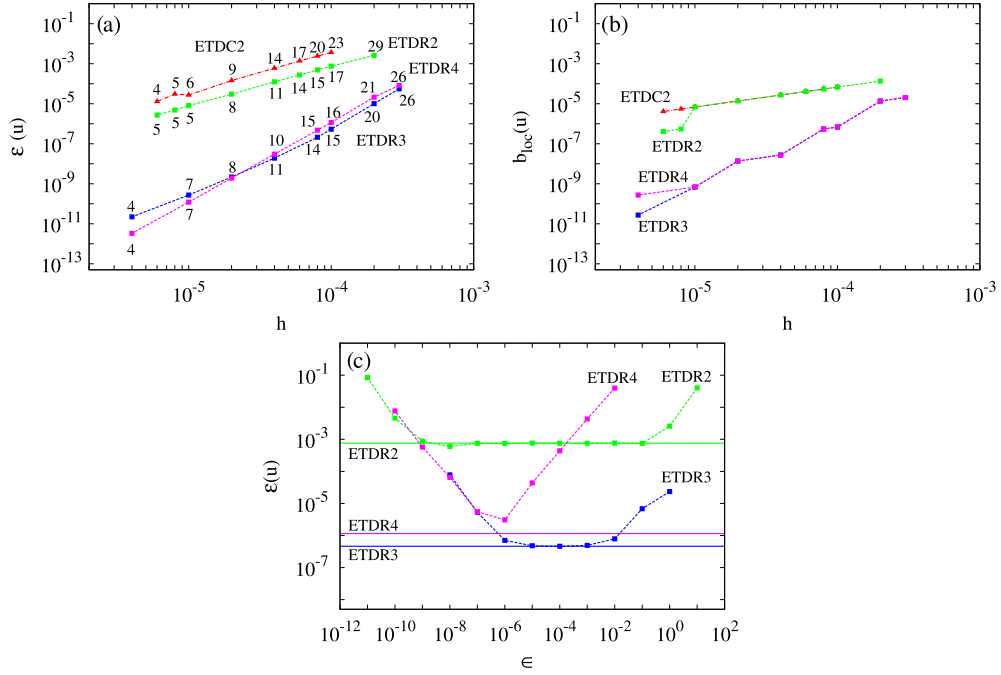 (a)
ε (u)
10⁻¹
10⁻³
10⁻⁵
10⁻⁷
10⁻⁹
10⁻¹¹
10⁻¹³
ETDC2
ETDR2
ETDR4
ETDR3
4 5 6 9 14 17 20 23
5 5 5 8 11 14 15 17 29
4 7 8 10 15 16 21 26
4 7 11 14 15 20 26
10⁻⁵ 10⁻⁴ 10⁻³
h
(b)
b_loc(u)
10⁻¹
10⁻³
10⁻⁵
10⁻⁷
10⁻⁹
10⁻¹¹
10⁻¹³
ETDC2
ETDR2
ETDR4
ETDR3
10⁻⁵ 10⁻⁴ 10⁻³
h
(c)
ε(u)
10⁻¹
10⁻³
10⁻⁵
10⁻⁷
ETDR4
ETDR2
ETDR2
ETDR3
ETDR4
ETDR3
10⁻¹² 10⁻¹⁰ 10⁻⁸ 10⁻⁶ 10⁻⁴ 10⁻² 10⁰ 10²
∈